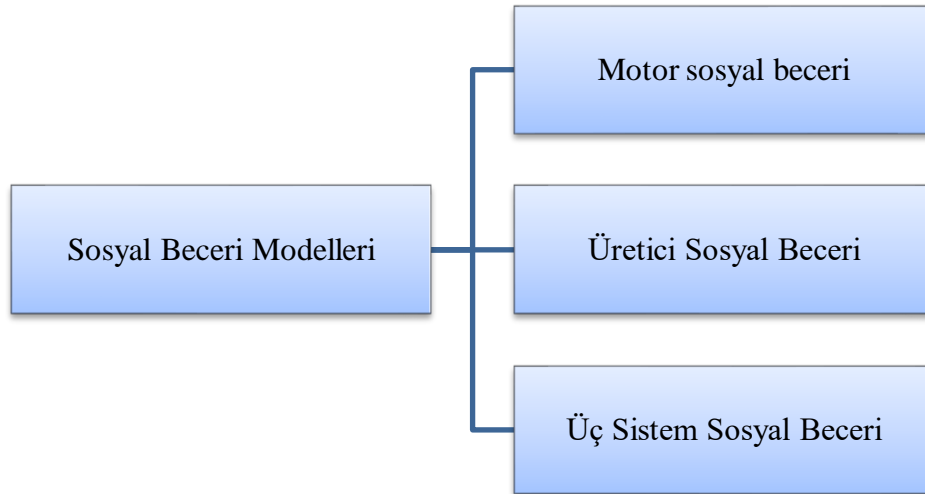 Sosyal Beceri Modelleri
Motor sosyal beceri
Üretici Sosyal Beceri
Üç Sistem Sosyal Beceri